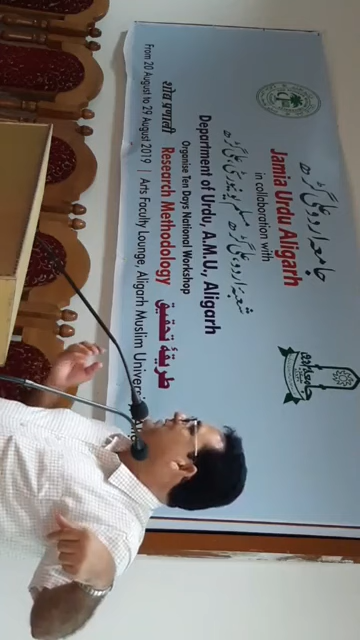 جامعہ اردو علی گڑھ
Jamia Urdu Aligarh
in collaboration with
شعبۂ اردو، علی گڑھ مسلم یونیورسٹی، علی گڑھ
Department of Urdu, A.M.U., Aligarh
Organise Ten Days National Workshop
शोध प्रणाली Research Methodology طریقۂ تحقیق
From 20 August to 29 August 2019 | Arts Faculty Lounge, Aligarh Muslim